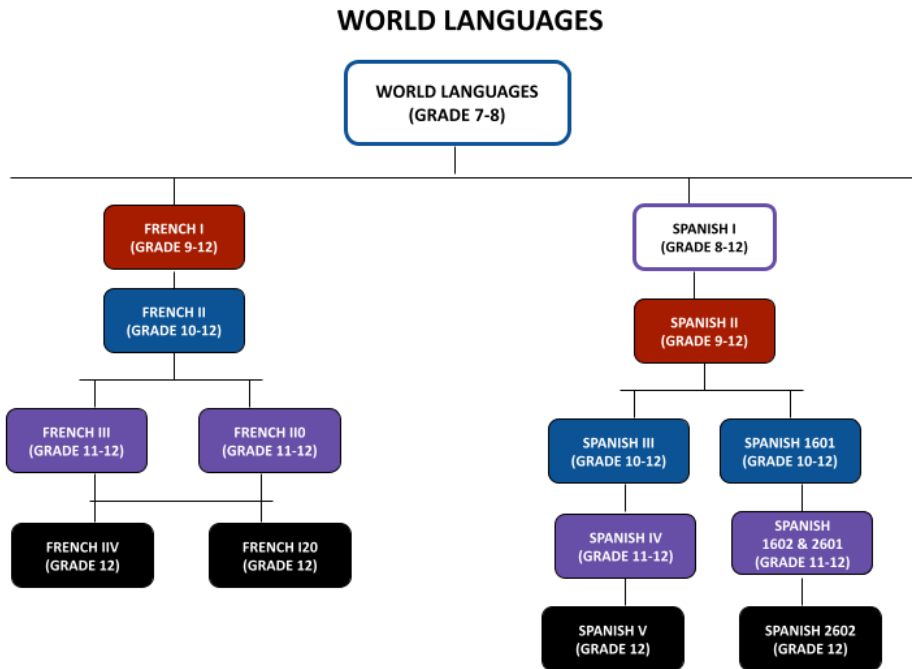 WORLD LANGUAGES
WORLD LANGUAGES
(GRADE 7-8)
FRENCH I
(GRADE 9-12)
SPANISH I
(GRADE 8-12)
FRENCH II
(GRADE 10-12)
SPANISH II
(GRADE 9-12)
FRENCH III
(GRADE 11-12)
FRENCH II0
(GRADE 11-12)
SPANISH III
(GRADE 10-12)
SPANISH 1601
(GRADE 10-12)
FRENCH IIV
(GRADE 12)
FRENCH I20
(GRADE 12)
SPANISH IV
(GRADE 11-12)
SPANISH
1602 & 2601
(GRADE 11-12)
SPANISH V
(GRADE 12)
SPANISH 2602
(GRADE 12)